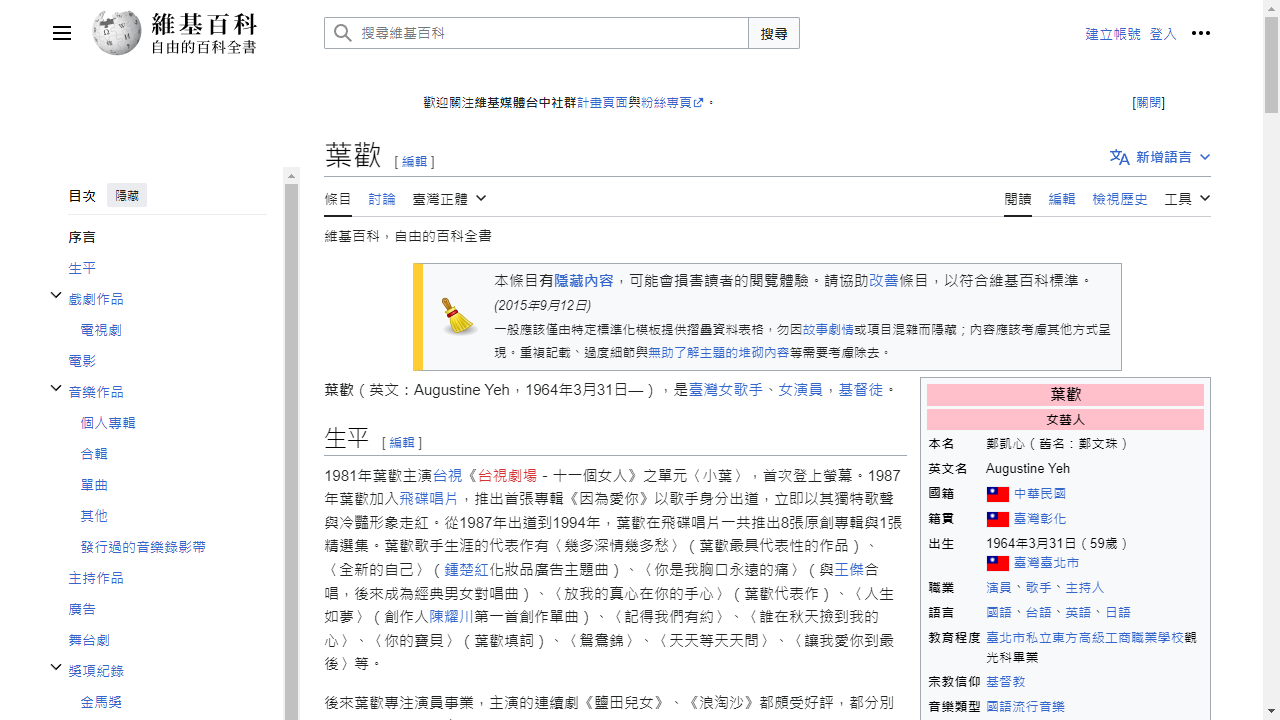 維基百科
自由的百科全書
搜尋維基百科
搜尋
建立帳號 登入
歡迎關注維基媒體台中社群計畫頁面與粉絲專頁。
[關閉]
葉歡 [ 編輯 ]
新增語言
目次 隱藏
序言
生平
戲劇作品
電視劇
電影
音樂作品
個人專輯
合輯
單曲
其他
發行過的音樂錄影帶
主持作品
廣告
舞台劇
獎項紀錄
金馬獎
條目 討論 臺灣正體
閱讀 編輯 檢視歷史 工具
維基百科，自由的百科全書
本條目有隱藏內容，可能會損害讀者的閱覽體驗。請協助改善條目，以符合維基百科標準。
(2015年9月12日)
一般應該僅由特定標準化模板提供摺疊資料表格，勿因故事劇情或項目混雜而隱藏；內容應該考慮其他方式呈
現。重複記載、過度細節與無助了解主題的堆砌內容等需要考慮除去。
葉歡（英文：Augustine Yeh，1964年3月31日—），是臺灣女歌手、女演員，基督徒。
生平 [ 編輯 ]
1981年葉歡主演台視《台視劇場－十一個女人》之單元〈小葉〉，首次登上螢幕。1987
年葉歡加入飛碟唱片，推出首張專輯《因為愛你》以歌手身分出道，立即以其獨特歌聲
與冷豔形象走紅。從1987年出道到1994年，葉歡在飛碟唱片一共推出8張原創專輯與1張
精選集。葉歡歌手生涯的代表作有〈幾多深情幾多愁〉（葉歡最具代表性的作品）、
〈全新的自己〉（鍾楚紅化妝品廣告主題曲）、〈你是我胸口永遠的痛〉（與王傑合
唱，後來成為經典男女對唱曲）、〈放我的真心在你的手心〉（葉歡代表作）、〈人生
如夢〉（創作人陳耀川第一首創作單曲）、〈記得我們有約〉、〈誰在秋天撿到我的
心〉、〈你的寶貝〉（葉歡填詞）、〈鴛鴦錦〉、〈天天等天天問〉、〈讓我愛你到最
後〉等。
後來葉歡專注演員事業，主演的連續劇《鹽田兒女》、《浪淘沙》都頗受好評，都分別
葉歡
女藝人
本名 鄭凱心（舊名：鄭文珠）
英文名 Augustine Yeh
國籍 中華民國
籍貫 臺灣彰化
出生 1964年3月31日（59歲）
臺灣臺北市
職業 演員、歌手、主持人
語言 國語、台語、英語、日語
教育程度 臺北市私立東方高級工商職業學校觀
光科畢業
宗教信仰 基督教
音樂類型 國語流行音樂